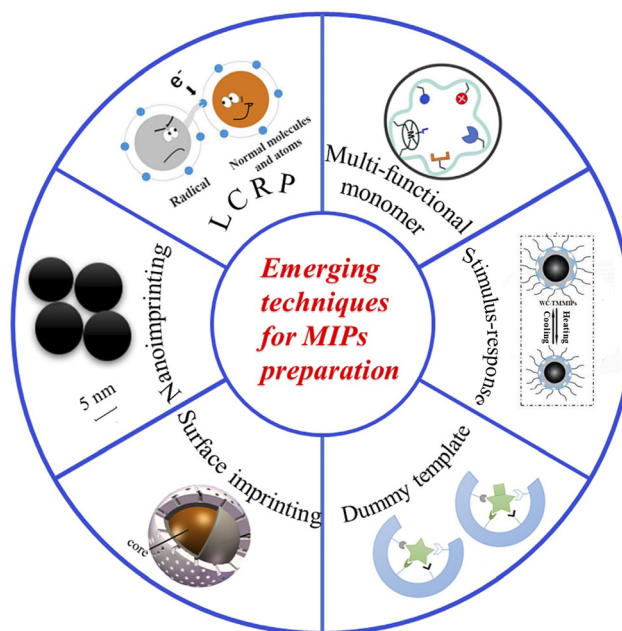 Emerging
techniques
for MIPs
preparation
e-
Radical
Normal molecules
and atoms
LCRP
Multi-functional
monomer
Stimulus-response
WC-TMMIPs
Heating
Cooling
Dummy template
Surface imprinting
core
Nanoimprinting
5 nm